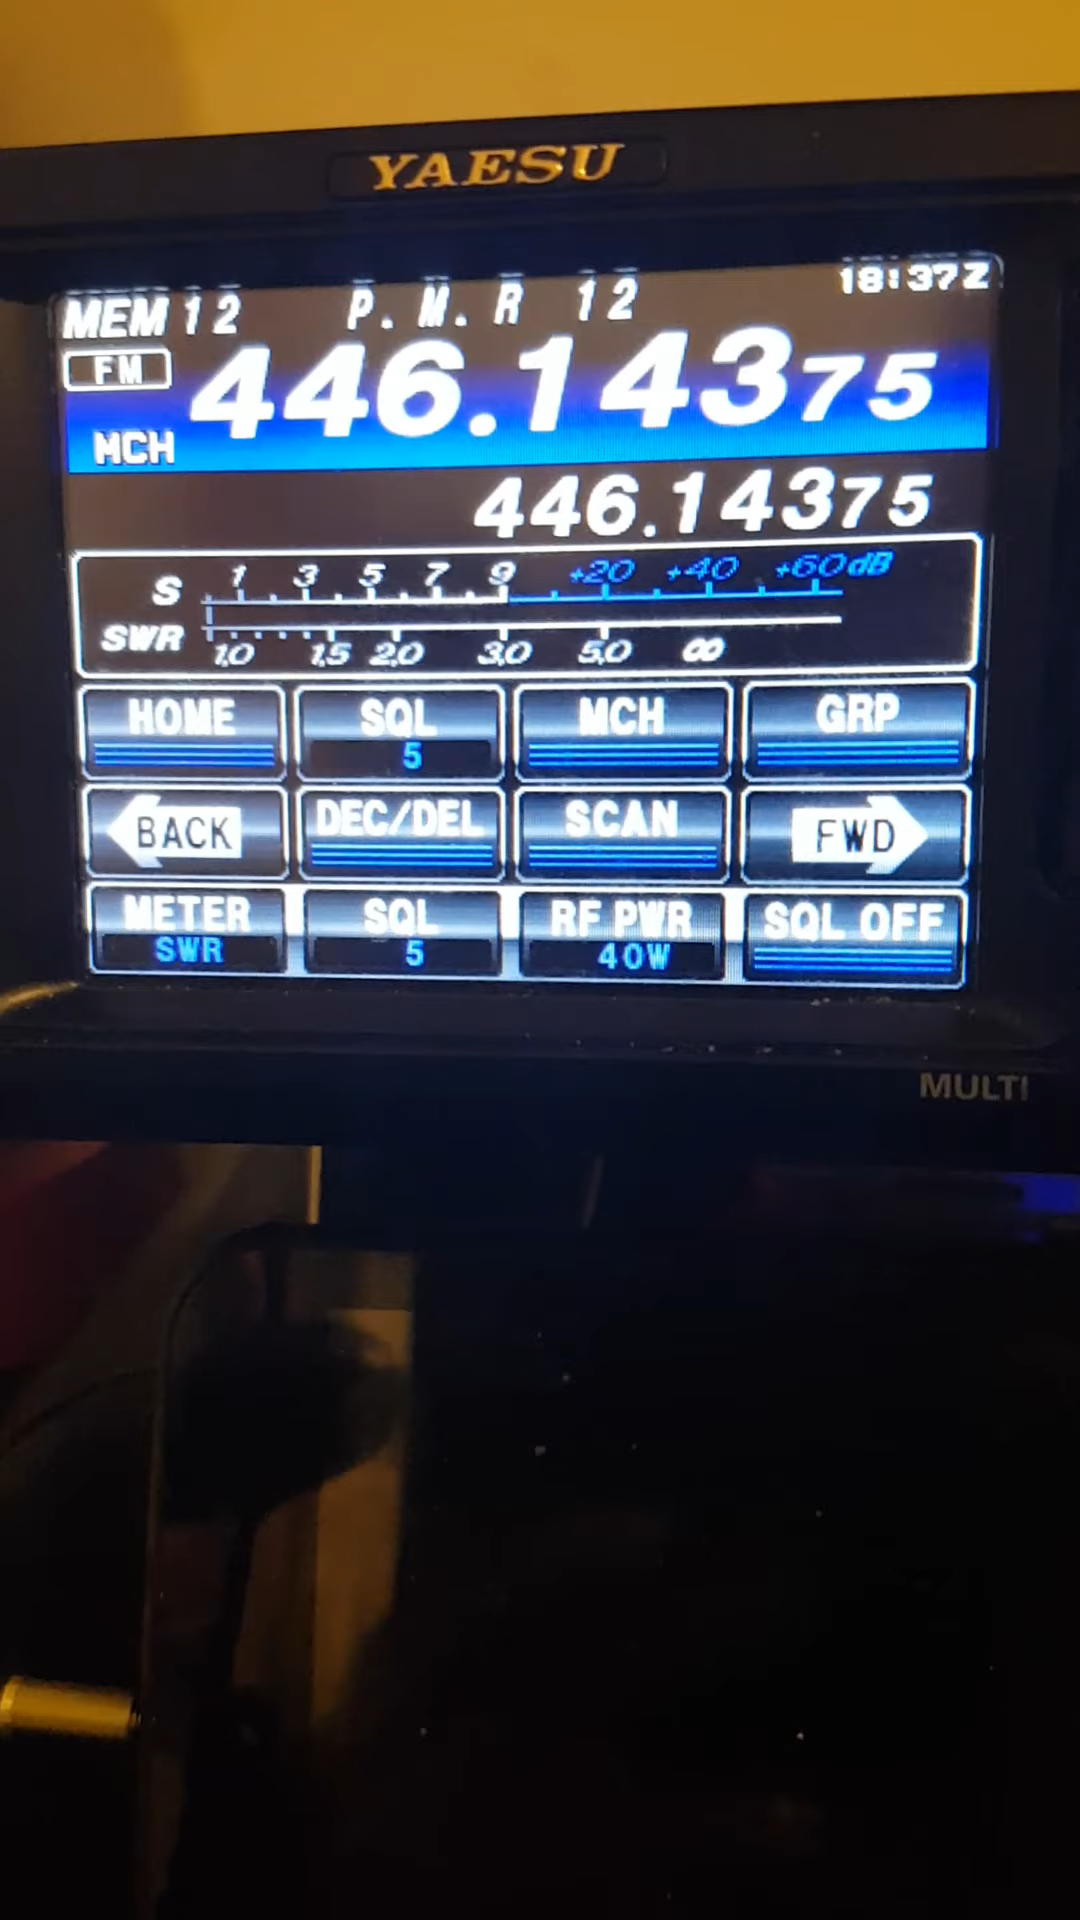 YAESU
18:37Z
MEM 12 P.M.R 12
FM 446.14375
MCH
446.14375
S 1 3 5 7 9 +20 +40 +60dB
SWR 1.0 1.5 2.0 3.0 5.0 ∞
HOME SQL MCH GRP
5
BACK DEC/DEL SCAN FWD
METER SQL RF PWR SQL OFF
SWR 5 40W
MULTI